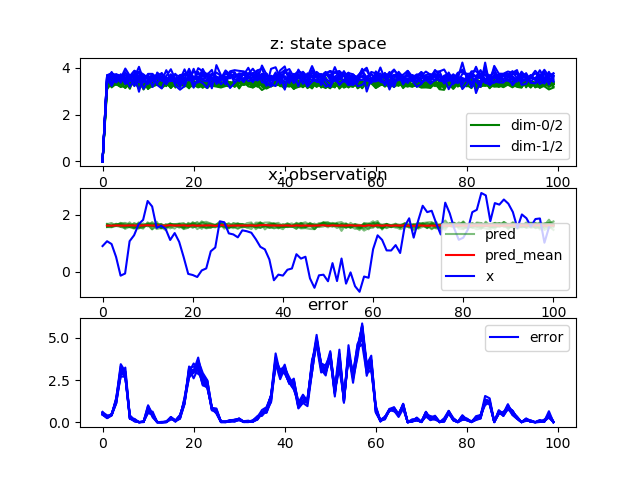 z: state space
4
2
0
dim-0/2
dim-1/2
0 20 40 60 80 100
x: observation
2
0
pred
pred_mean
x
0 20 40 60 80 100
error
5.0
2.5
0.0
error
0 20 40 60 80 100